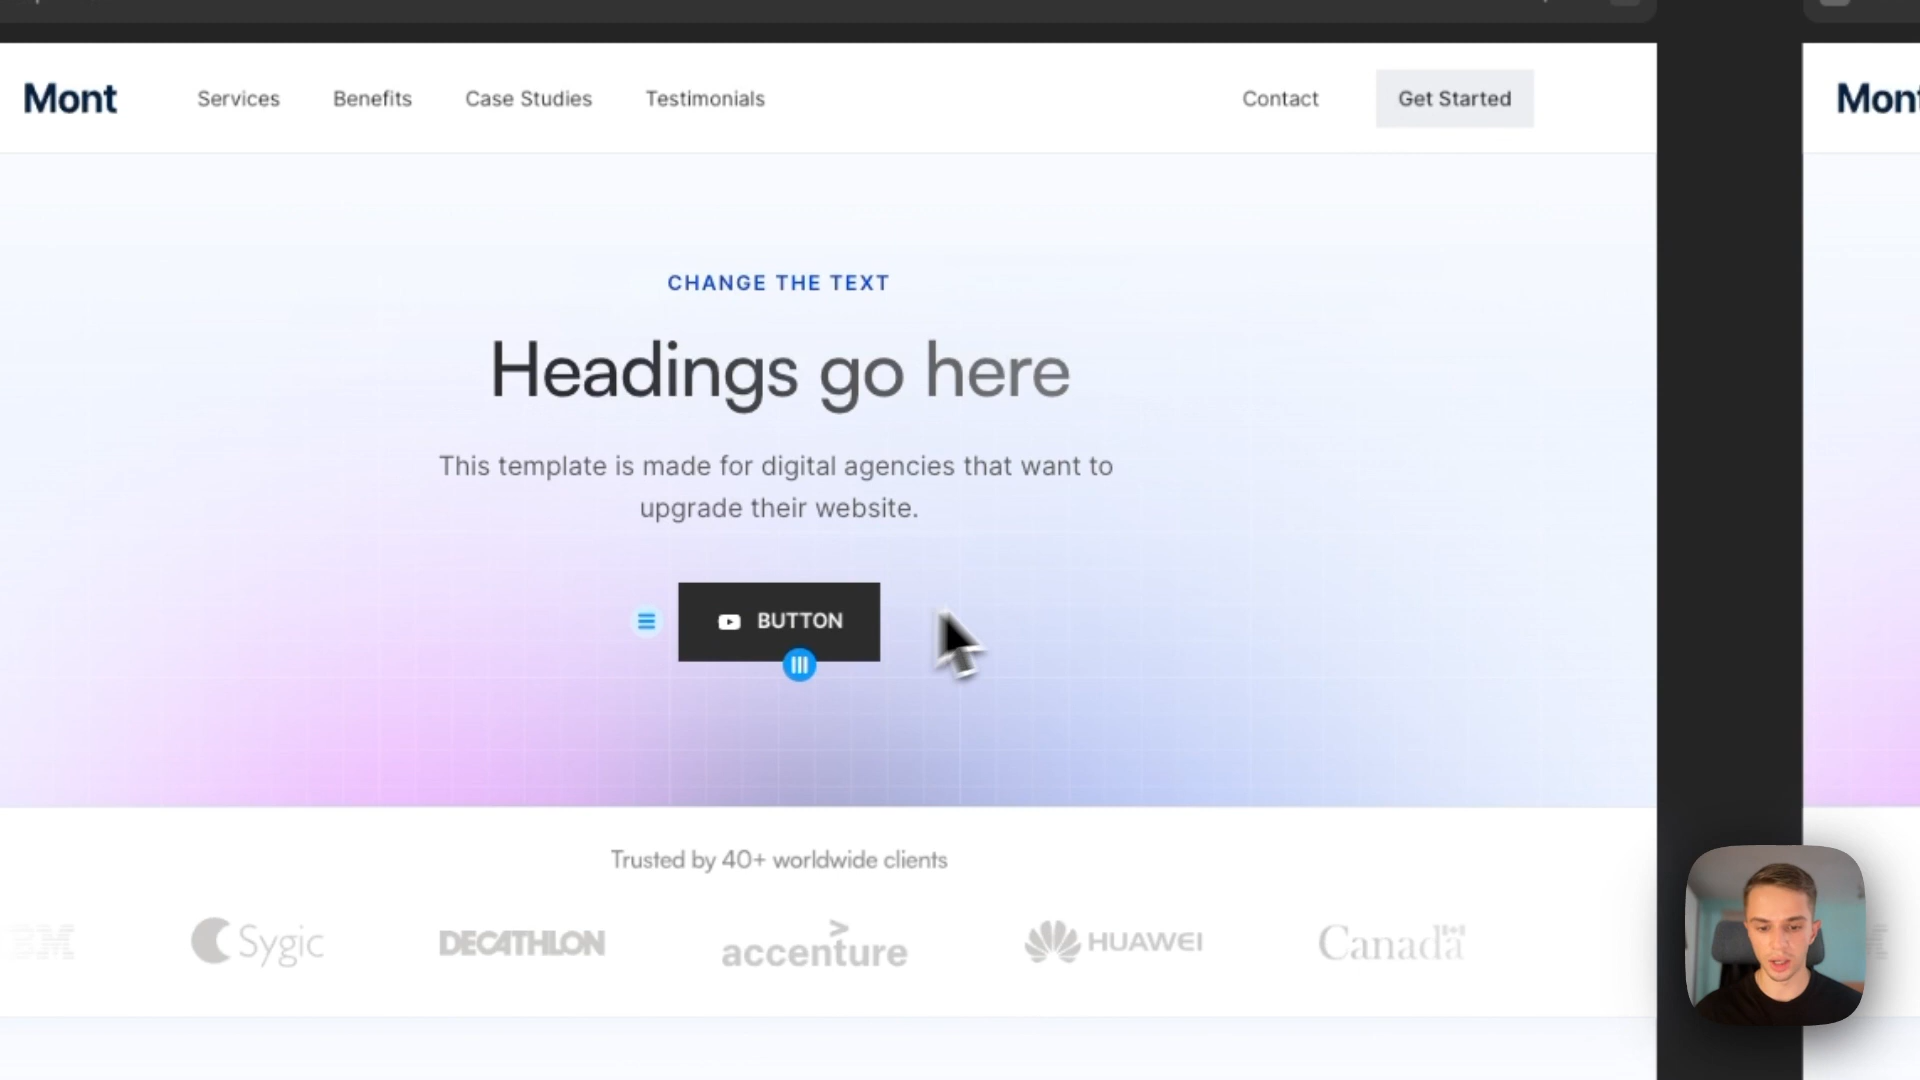 Mont Services Benefits Case Studies Testimonials Contact Get Started
CHANGE THE TEXT
Headings go here
This template is made for digital agencies that want to
upgrade their website.
BUTTON
Trusted by 40+ worldwide clients
Sygic DECATHLON accenture HUAWEI Canada